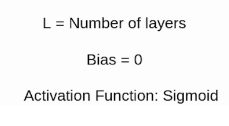 L = Number of layers
Bias = 0
Activation Function: Sigmoid